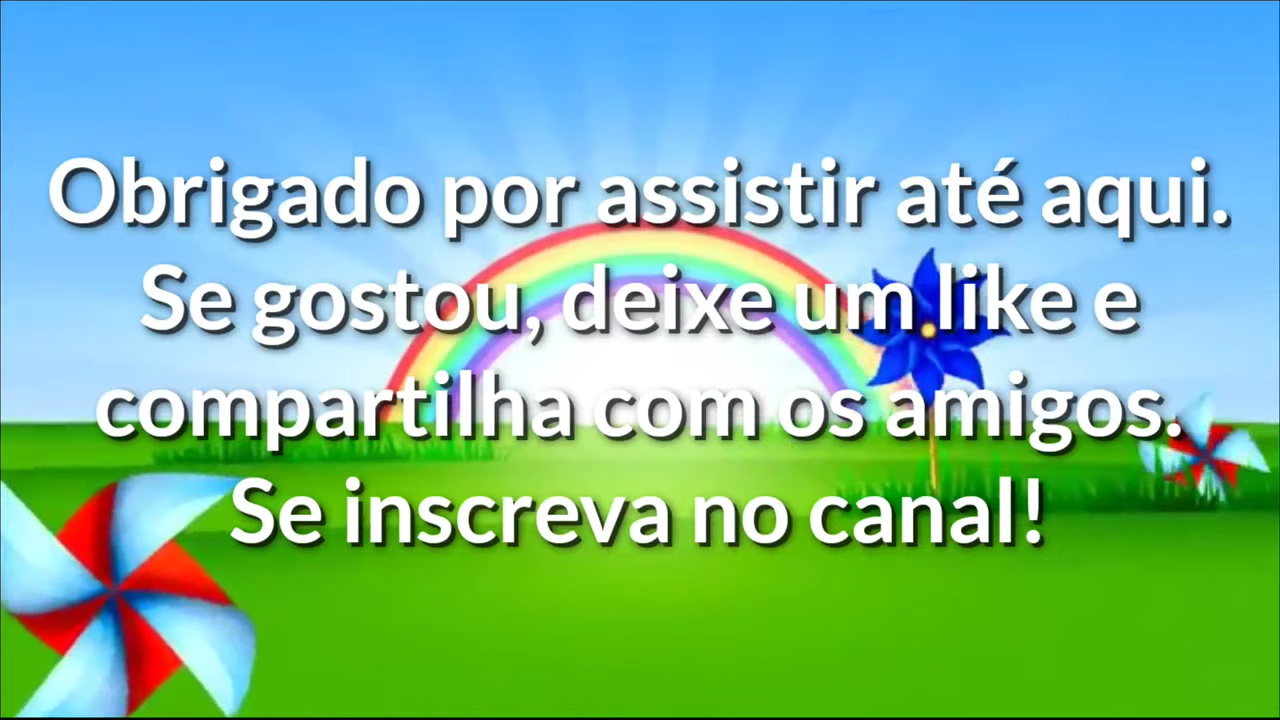 Obrigado por assistir até aqui.
Se gostou, deixe um like e
compartilha com os amigos.
Se inscreva no canal!